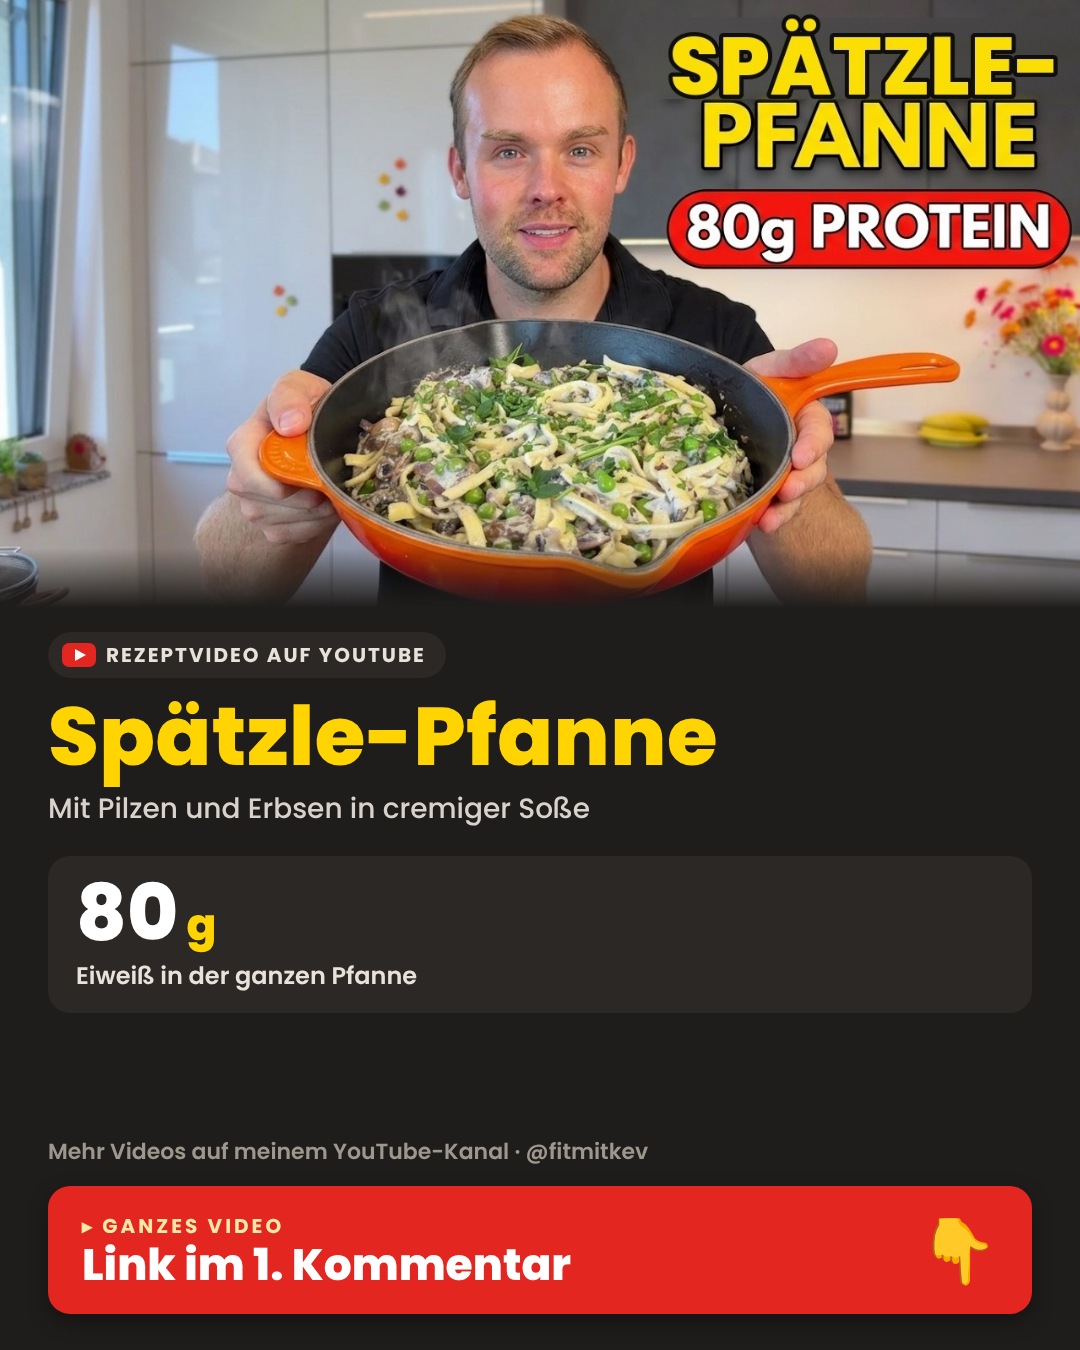 SPÄTZLE-
PFANNE
80g PROTEIN
REZEPTVIDEO AUF YOUTUBE
Spätzle-Pfanne
Mit Pilzen und Erbsen in cremiger Soße
80 g
Eiweiß in der ganzen Pfanne
Mehr Videos auf meinem YouTube-Kanal · @fitmitkev
▸ GANZES VIDEO
Link im 1. Kommentar